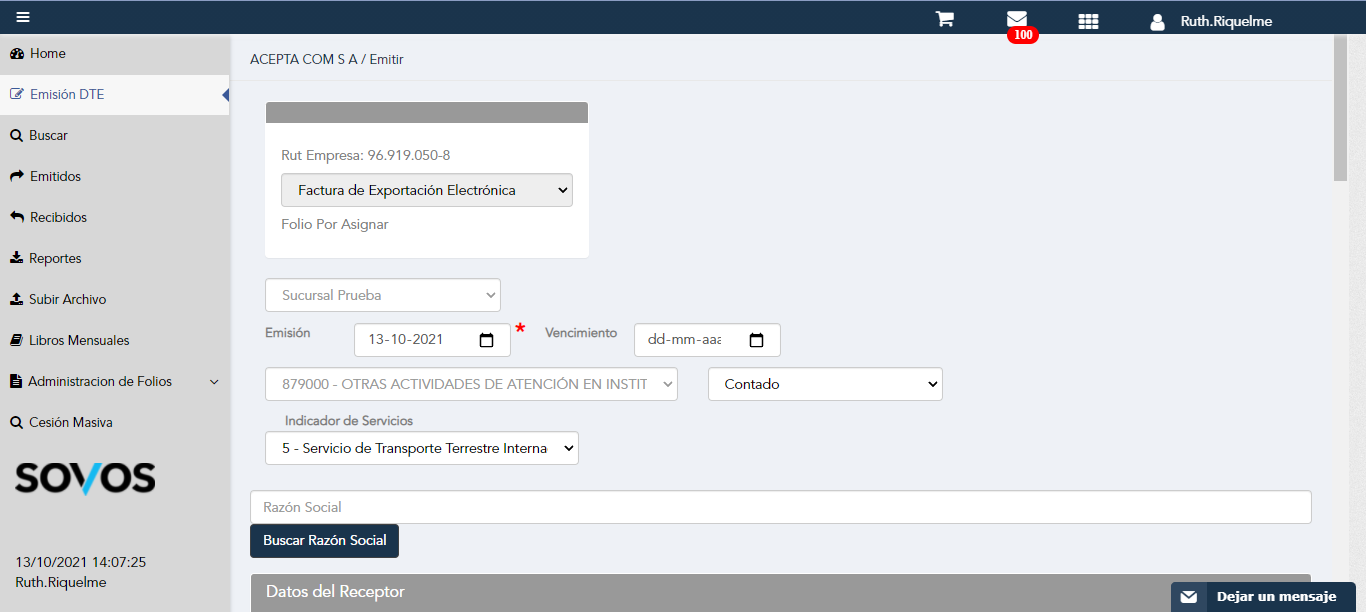 100
Ruth.Riquelme
Home
Emisión DTE
Buscar
Emitidos
Recibidos
Reportes
Subir Archivo
Libros Mensuales
Administracion de Folios
Cesión Masiva
SOVOS
13/10/2021 14:07:25
Ruth.Riquelme
ACEPTA COM S A / Emitir
Rut Empresa: 96.919.050-8
Factura de Exportación Electrónica
Folio Por Asignar
Sucursal Prueba
Emisión 13-10-2021 * Vencimiento dd-mm-aaa
879000 - OTRAS ACTIVIDADES DE ATENCIÓN EN INSTIT Contado
Indicador de Servicios
5 - Servicio de Transporte Terrestre Interna
Razón Social
Buscar Razón Social
Datos del Receptor
Dejar un mensaje